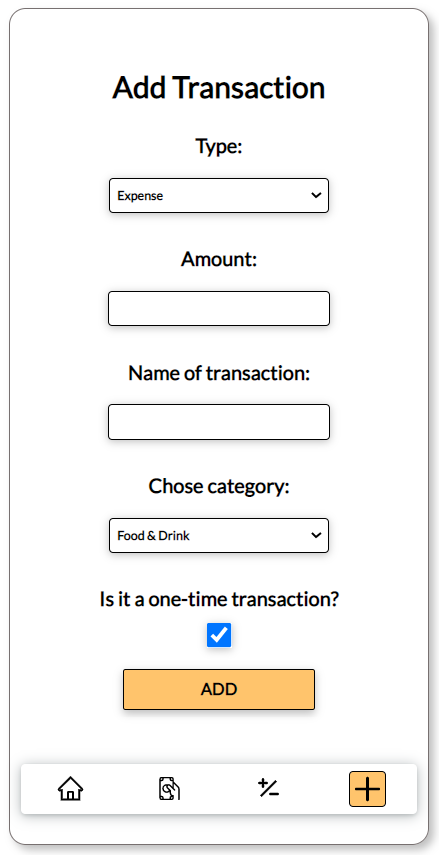 Add Transaction
Type:
Expense
Amount:
Name of transaction:
Chose category:
Food & Drink
Is it a one-time transaction?
ADD